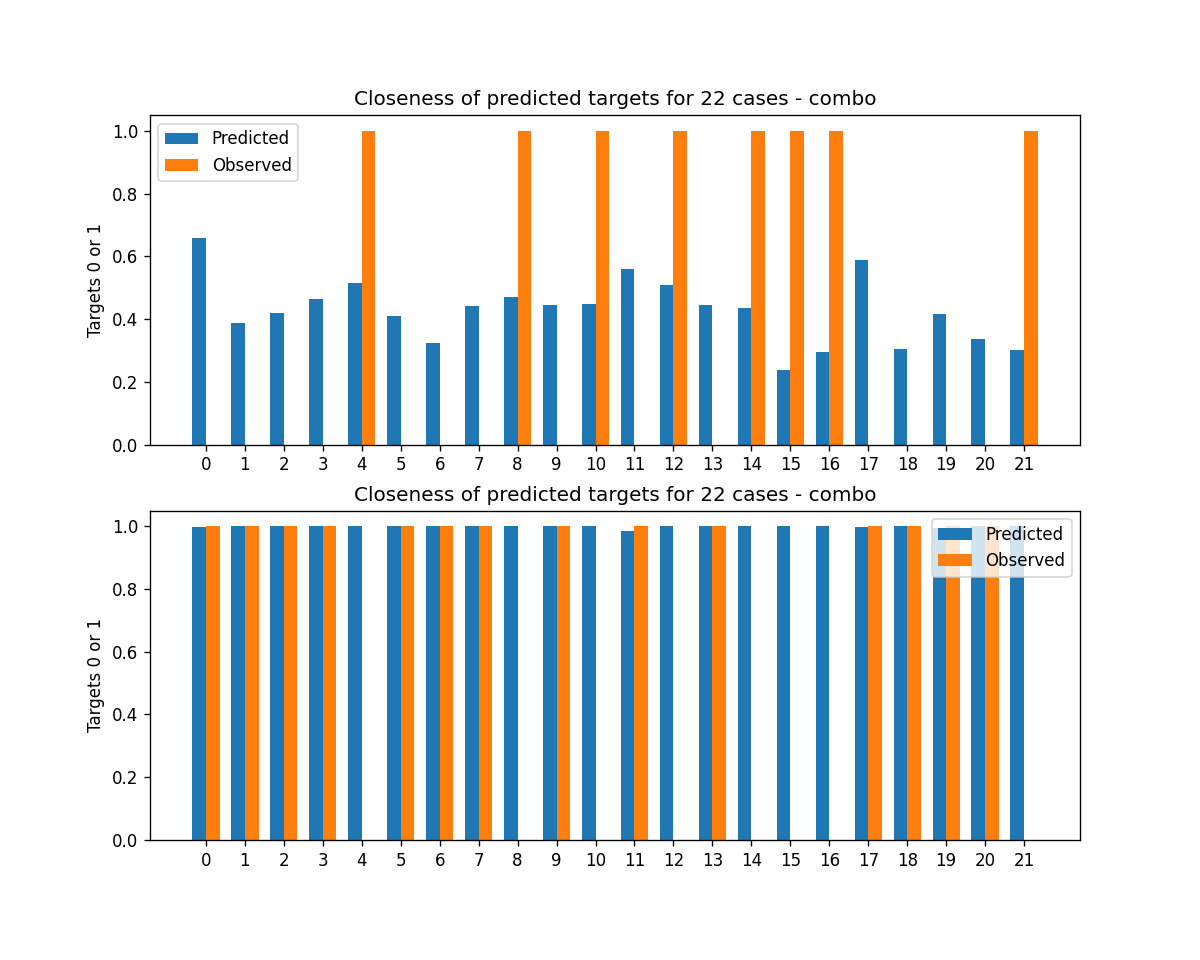 Closeness of predicted targets for 22 cases - combo
Predicted
Observed
Targets 0 or 1
1.0
0.8
0.6
0.4
0.2
0.0
0 1 2 3 4 5 6 7 8 9 10 11 12 13 14 15 16 17 18 19 20 21
Closeness of predicted targets for 22 cases - combo
Predicted
Observed
Targets 0 or 1
1.0
0.8
0.6
0.4
0.2
0.0
0 1 2 3 4 5 6 7 8 9 10 11 12 13 14 15 16 17 18 19 20 21